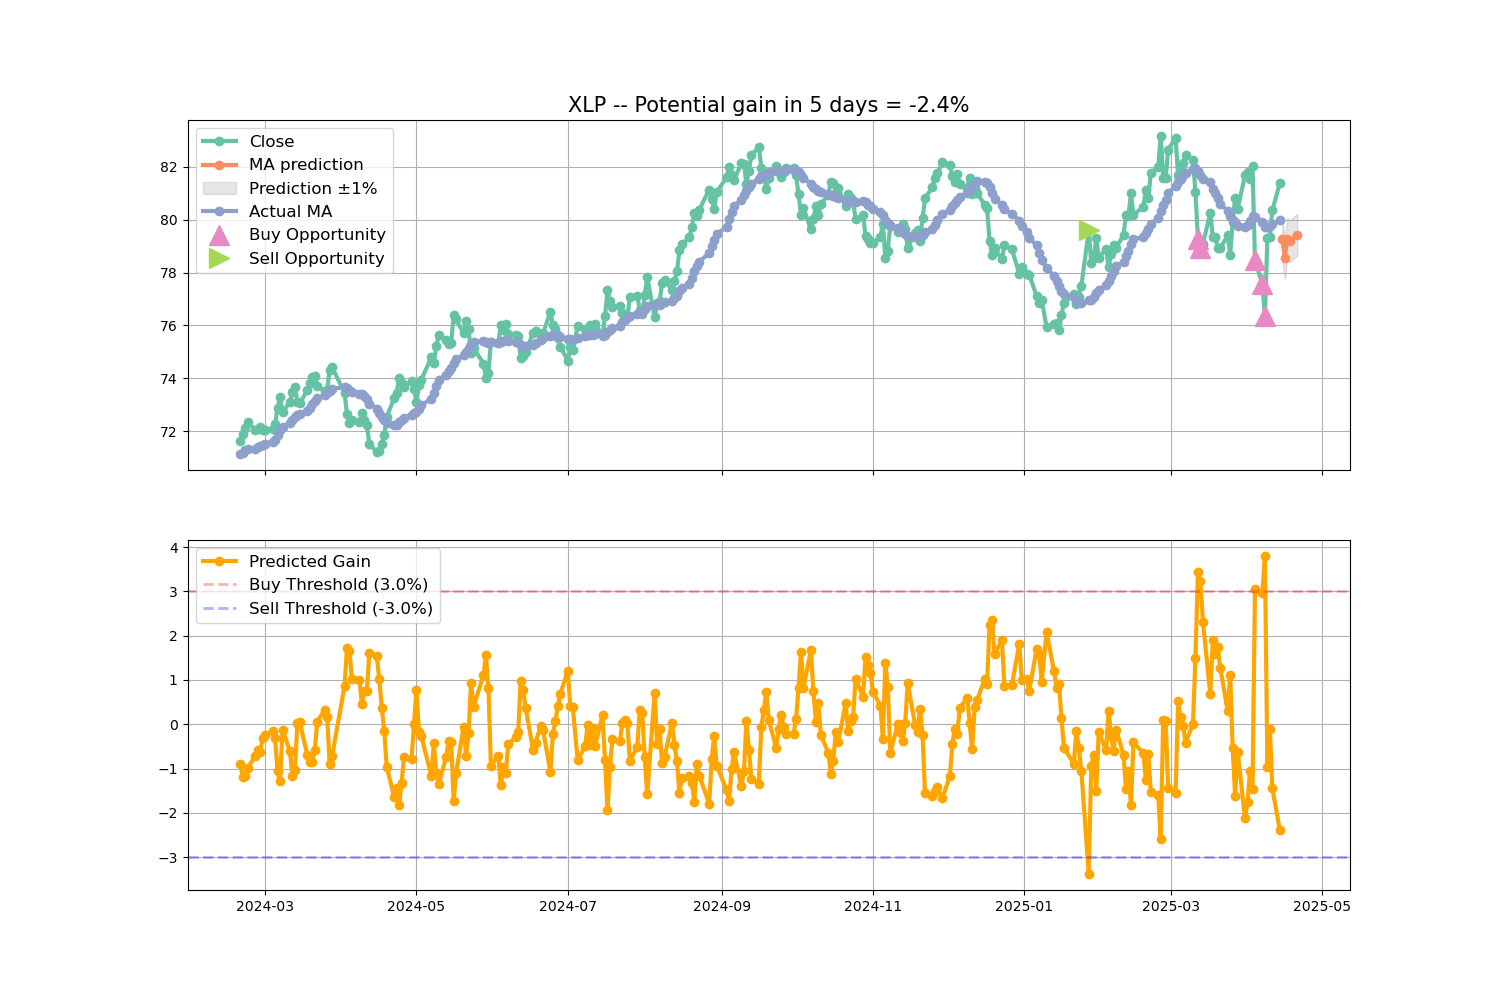 XLP -- Potential gain in 5 days = -2.4%
Close
MA prediction
Prediction ±1%
Actual MA
Buy Opportunity
Sell Opportunity
82
80
78
76
74
72
Predicted Gain
Buy Threshold (3.0%)
Sell Threshold (-3.0%)
4
3
2
1
0
−1
−2
−3
2024-03
2024-05
2024-07
2024-09
2024-11
2025-01
2025-03
2025-05